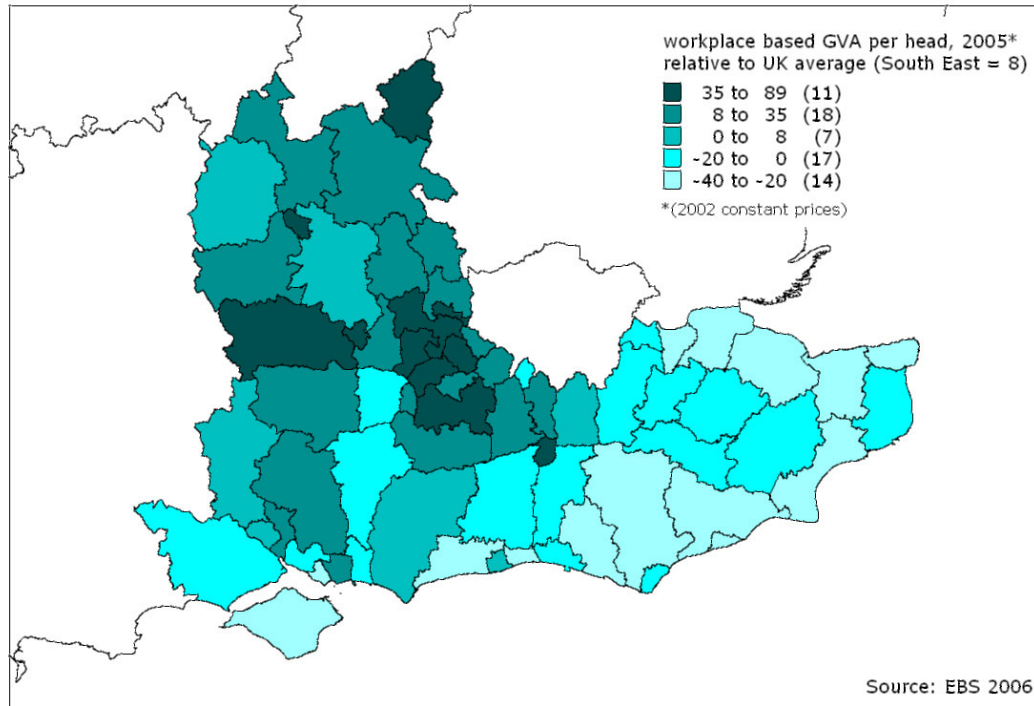 workplace based GVA per head, 2005*
relative to UK average (South East = 8)
35 to 89 (11)
8 to 35 (18)
0 to 8 (7)
-20 to 0 (17)
-40 to -20 (14)
*(2002 constant prices)
Source: EBS 2006